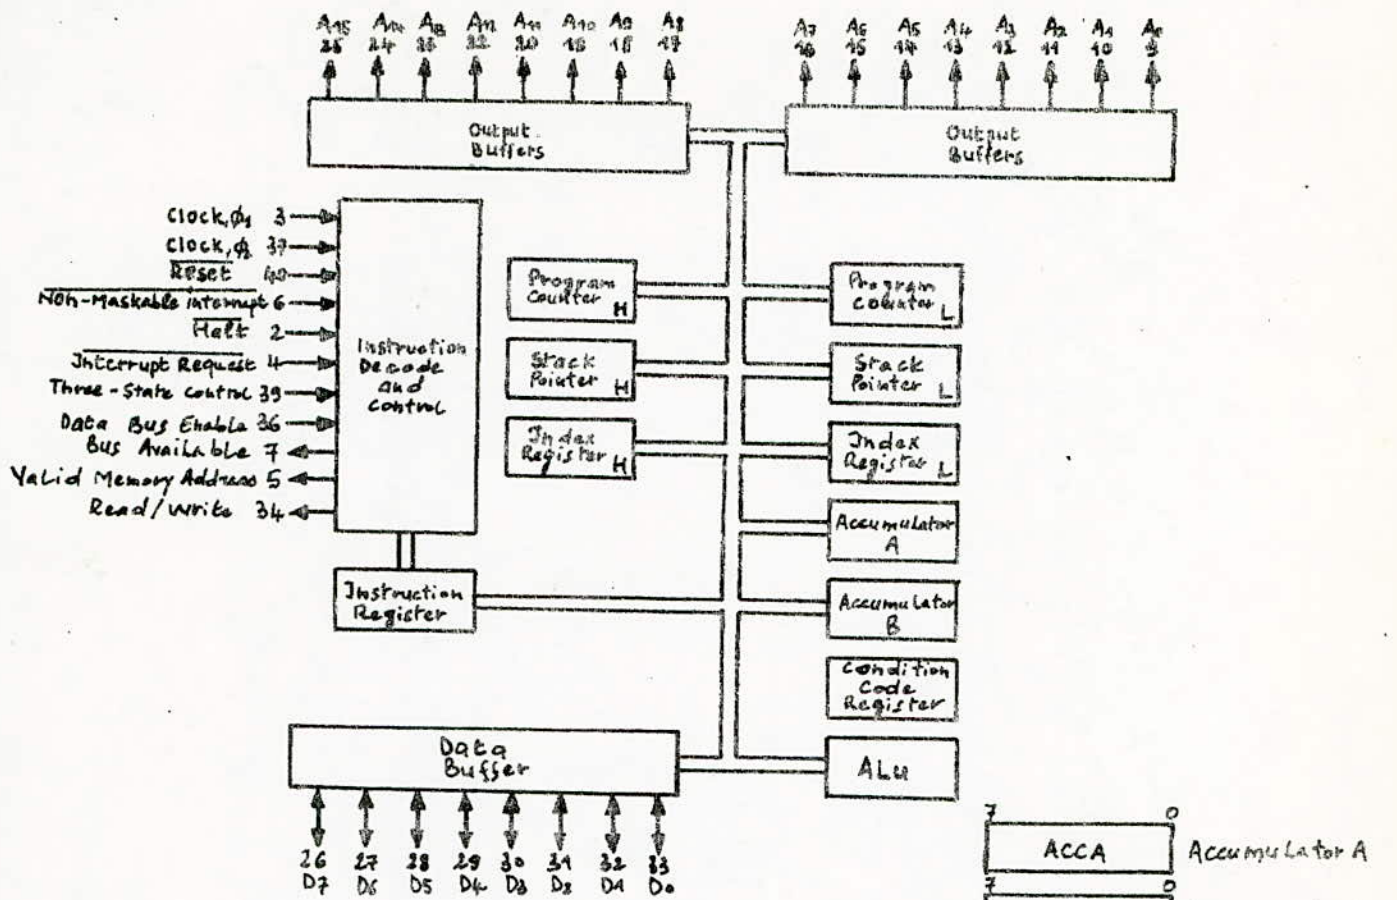 A15 A14 A13 A12 A11 A10 A9 A8
25 24 23 22 20 19 18 17
A7 A6 A5 A4 A3 A2 A1 A0
16 15 14 13 12 11 10 9
Output
Buffers
Output
Buffers
Clock, ϕ1 3
Clock, ϕ2 37
Reset 40
Non-Maskable interrupt 6
Halt 2
Interrupt Request 4
Three-State control 39
Data Bus Enable 36
Bus Available 7
Valid Memory Address 5
Read/Write 34
Instruction
Decode
and
control
Program
Counter H
Program
Counter L
Stack
Pointer H
Stack
Pointer L
Index
Register H
Index
Register L
Accumulator
A
Instruction
Register
Accumulator
B
Condition
Code
Register
Data
Buffer
ALU
26 27 28 29 30 31 32 33
D7 D6 D5 D4 D3 D2 D1 D0
7 0
ACCA Accumulator A
7 0